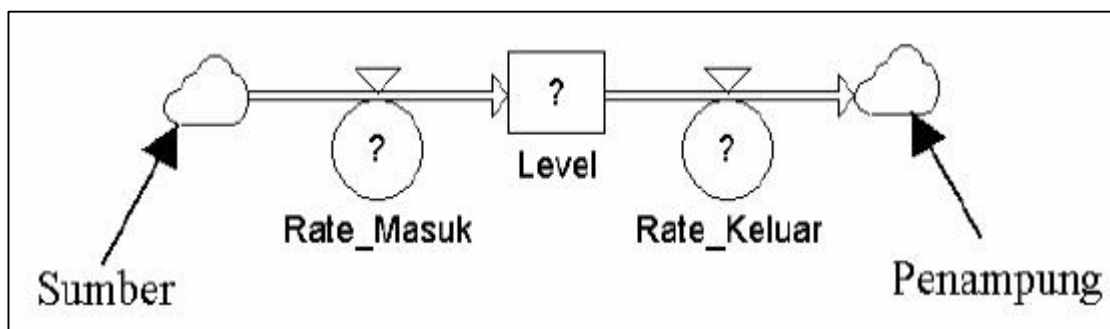 ?
? ?
Level
Rate_Masuk Rate_Keluar
Sumber Penampung